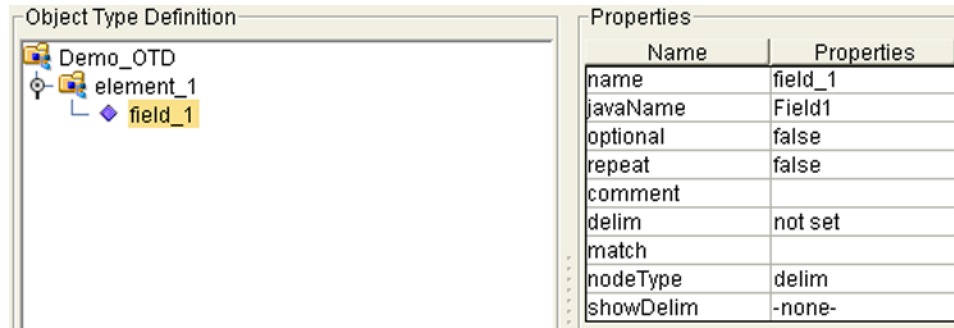 Object Type Definition
Demo_OTD
element_1
field_1
Properties
Name Properties
name field_1
javaName Field1
optional false
repeat false
comment
delim not set
match
nodeType delim
showDelim -none-